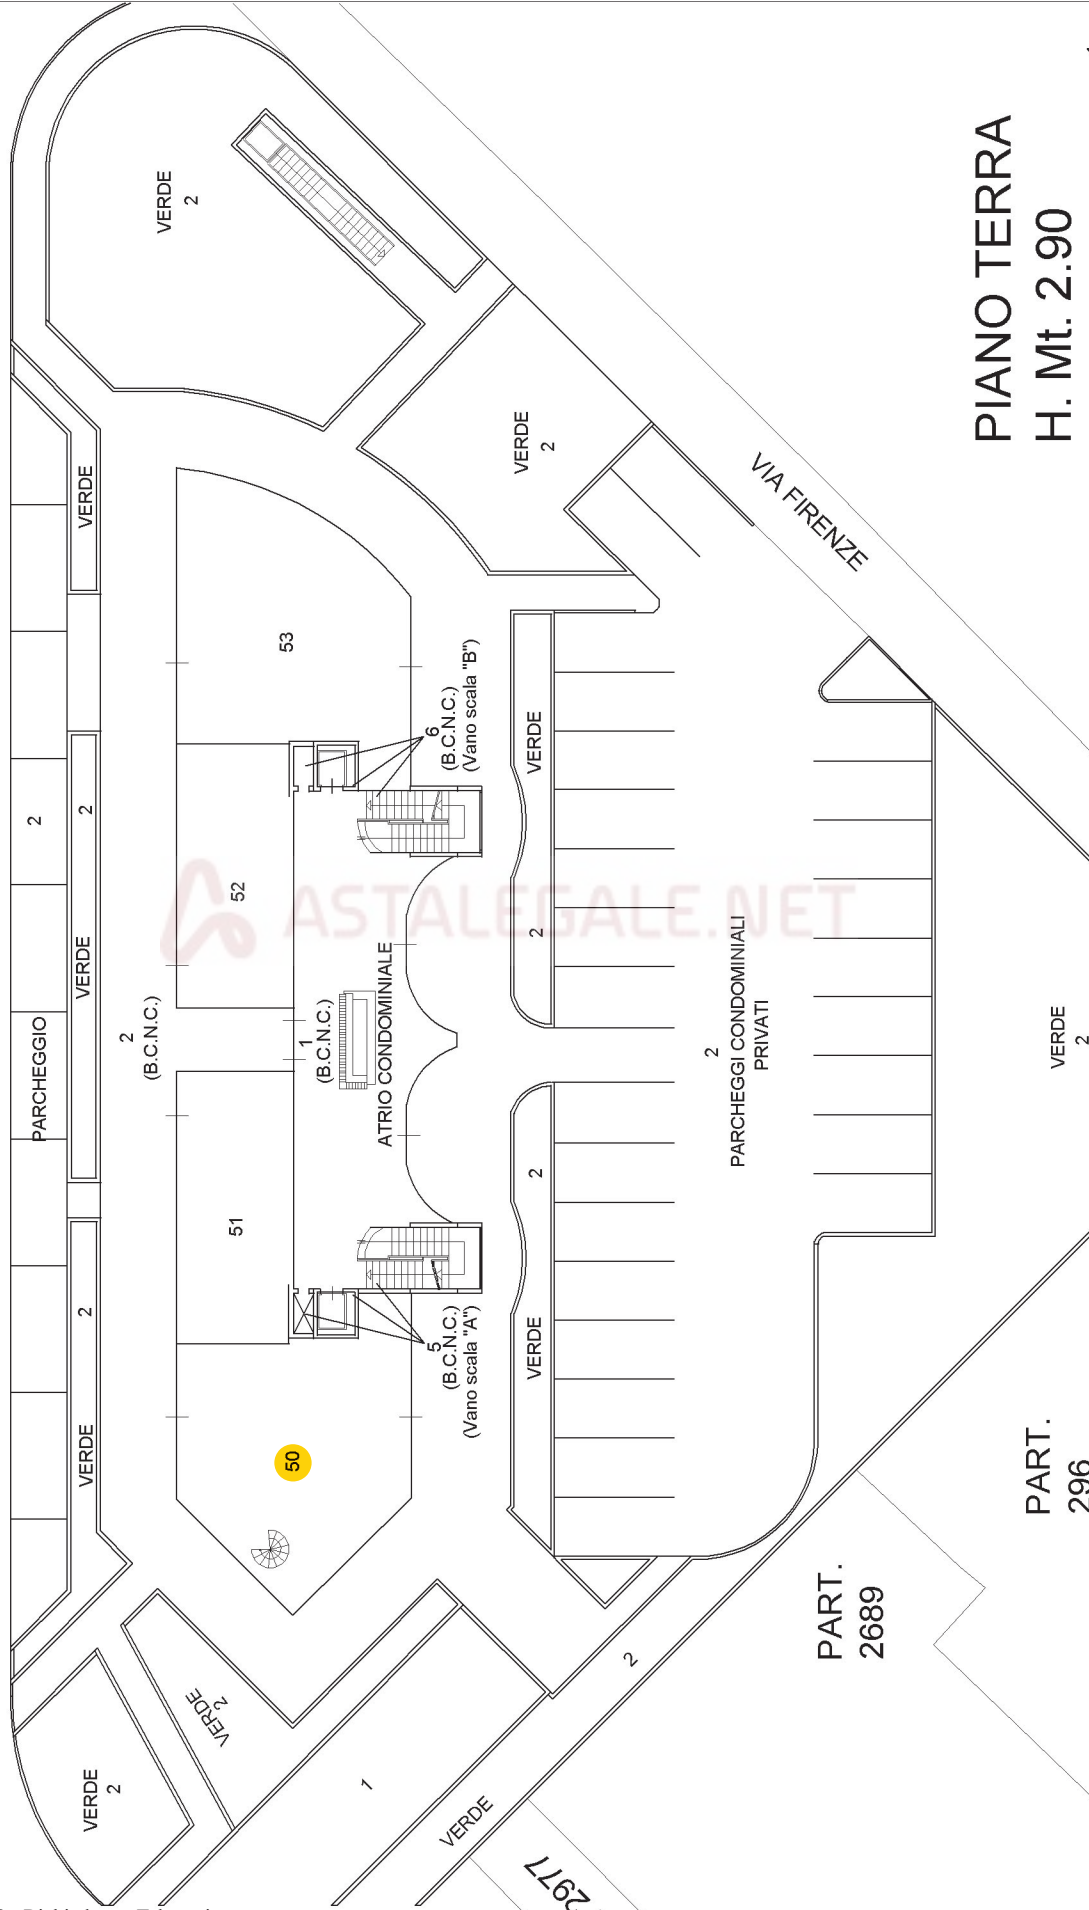 PIANO TERRA
H. Mt. 2.90
VERDE
2
VERDE
2
VERDE
VIA FIRENZE
53
6
(B.C.N.C.)
(Vano scala "B")
VERDE
2
2
2
VERDE
52
ASTALEGALE.NET
PARCHEGGIO
2
(B.C.N.C.)
1
(B.C.N.C.)
ATRIO CONDOMINIALE
2
PARCHEGGI CONDOMINIALI
PRIVATI
VERDE
2
51
2
VERDE
2
VERDE
5
(B.C.N.C.)
(Vano scala "A")
50
PART.
296
PART.
2689
2
VERDE
2
VERDE
2
1
VERDE
2977